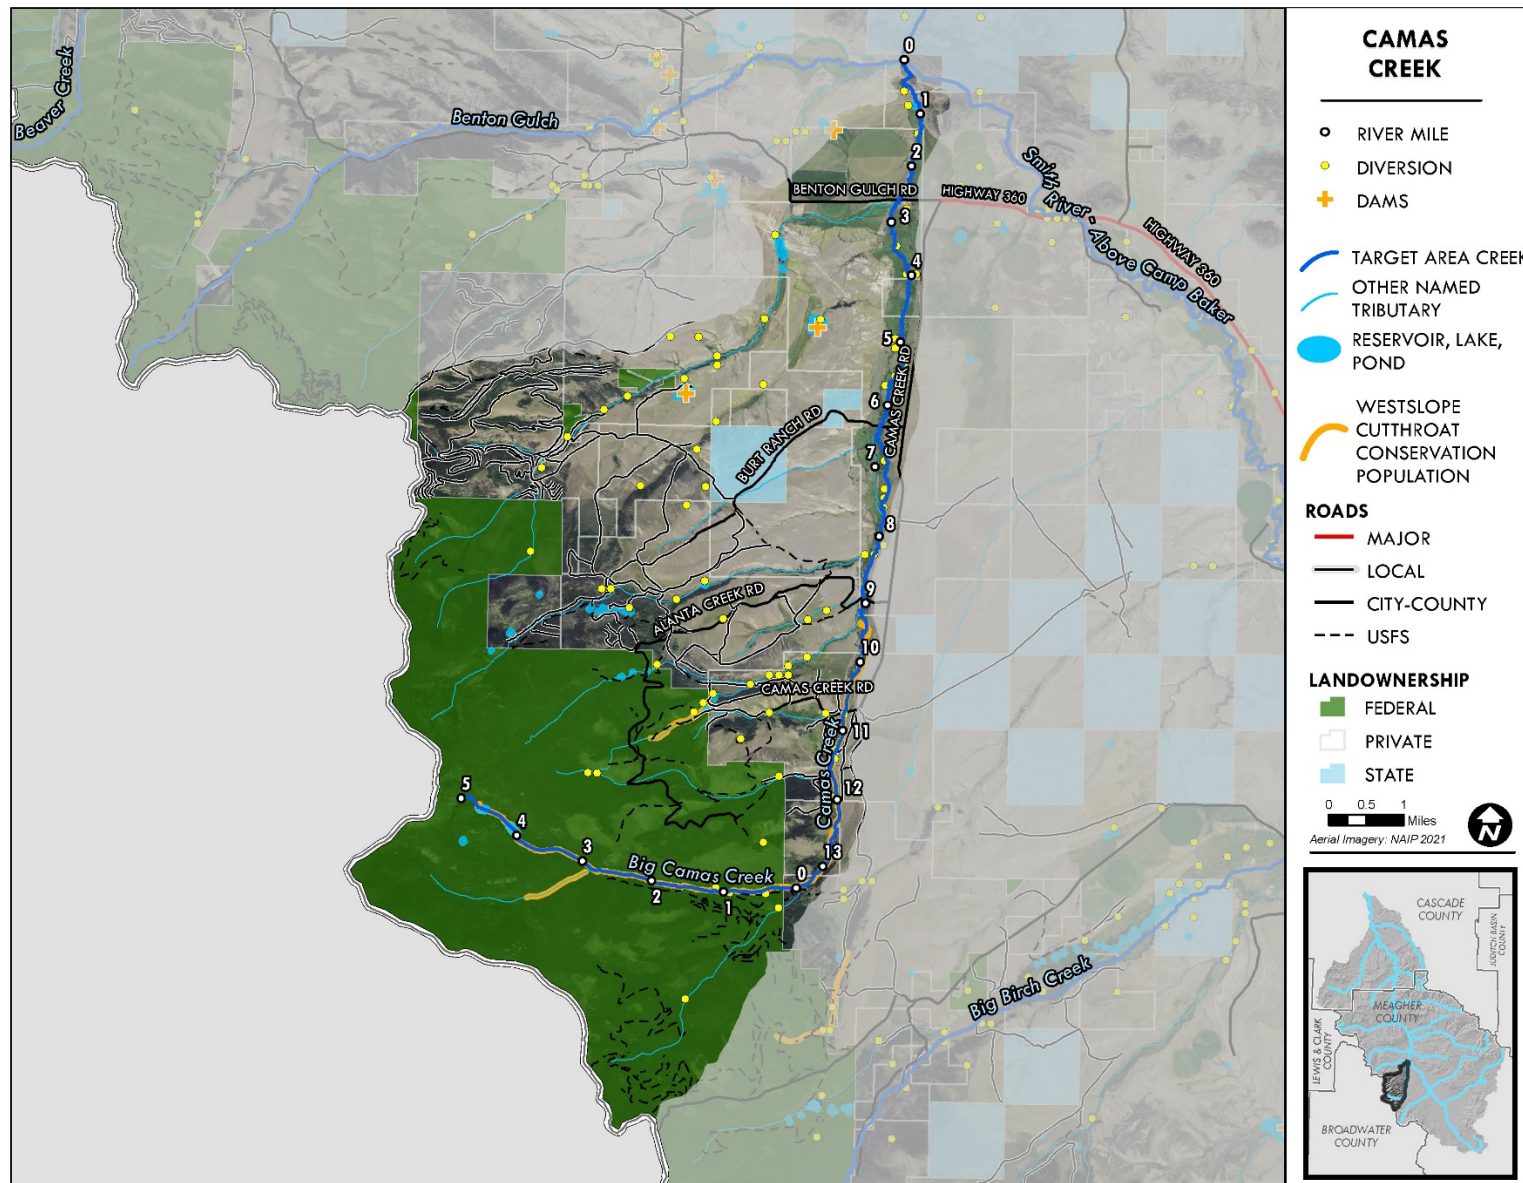 Beaver Creek
Benton Gulch
0
1
2
BENTON GULCH RD
HIGHWAY 360
3
Smith River - Above Camp Baker
HIGHWAY 360
4
5
CAMAS CREEK RD
6
BURT RANCH RD
7
8
9
ALANTA CREEK RD
10
CAMAS CREEK RD
11
Camas Creek
12
13
5
4
3
Big Camas Creek
2
1
0
Big Birch Creek
CAMAS
CREEK
RIVER MILE
DIVERSION
DAMS
TARGET AREA CREEK
OTHER NAMED
TRIBUTARY
RESERVOIR, LAKE,
POND
WESTSLOPE
CUTTHROAT
CONSERVATION
POPULATION
ROADS
MAJOR
LOCAL
CITY-COUNTY
USFS
LANDOWNERSHIP
FEDERAL
PRIVATE
STATE
0 0.5 1
Miles
Aerial Imagery: NAIP 2021
N
CASCADE
COUNTY
JUDITCH BASIN
COUNTY
MEAGHER
COUNTY
LEWIS & CLARK
COUNTY
BROADWATER
COUNTY